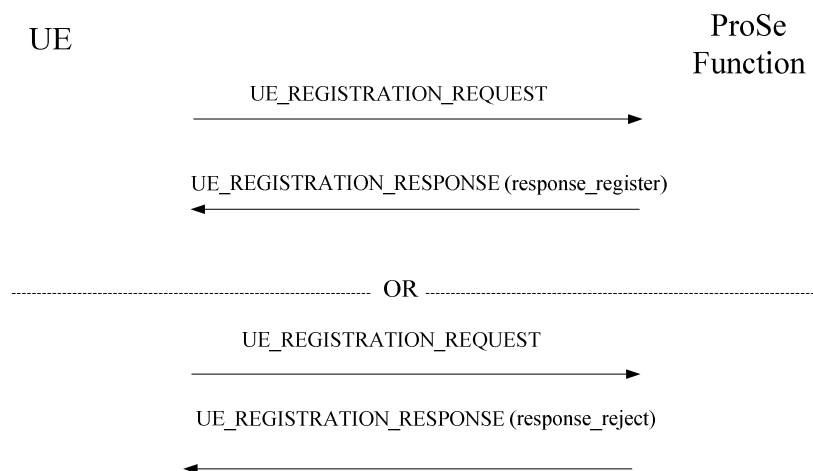 UE
ProSe
Function
UE_REGISTRATION_REQUEST
UE_REGISTRATION_RESPONSE (response_register)
OR
UE_REGISTRATION_REQUEST
UE_REGISTRATION_RESPONSE (response_reject)